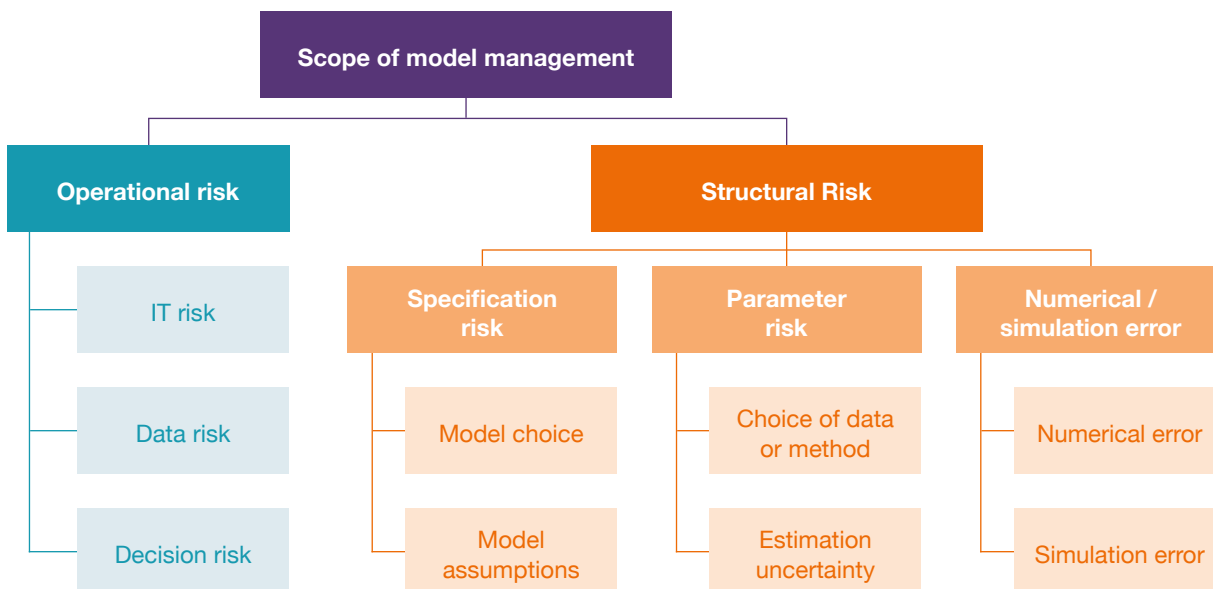 Scope of model management
Operational risk
Structural Risk
IT risk
Data risk
Decision risk
Specification
risk
Model choice
Model
assumptions
Parameter
risk
Choice of data
or method
Estimation
uncertainty
Numerical /
simulation error
Numerical error
Simulation error